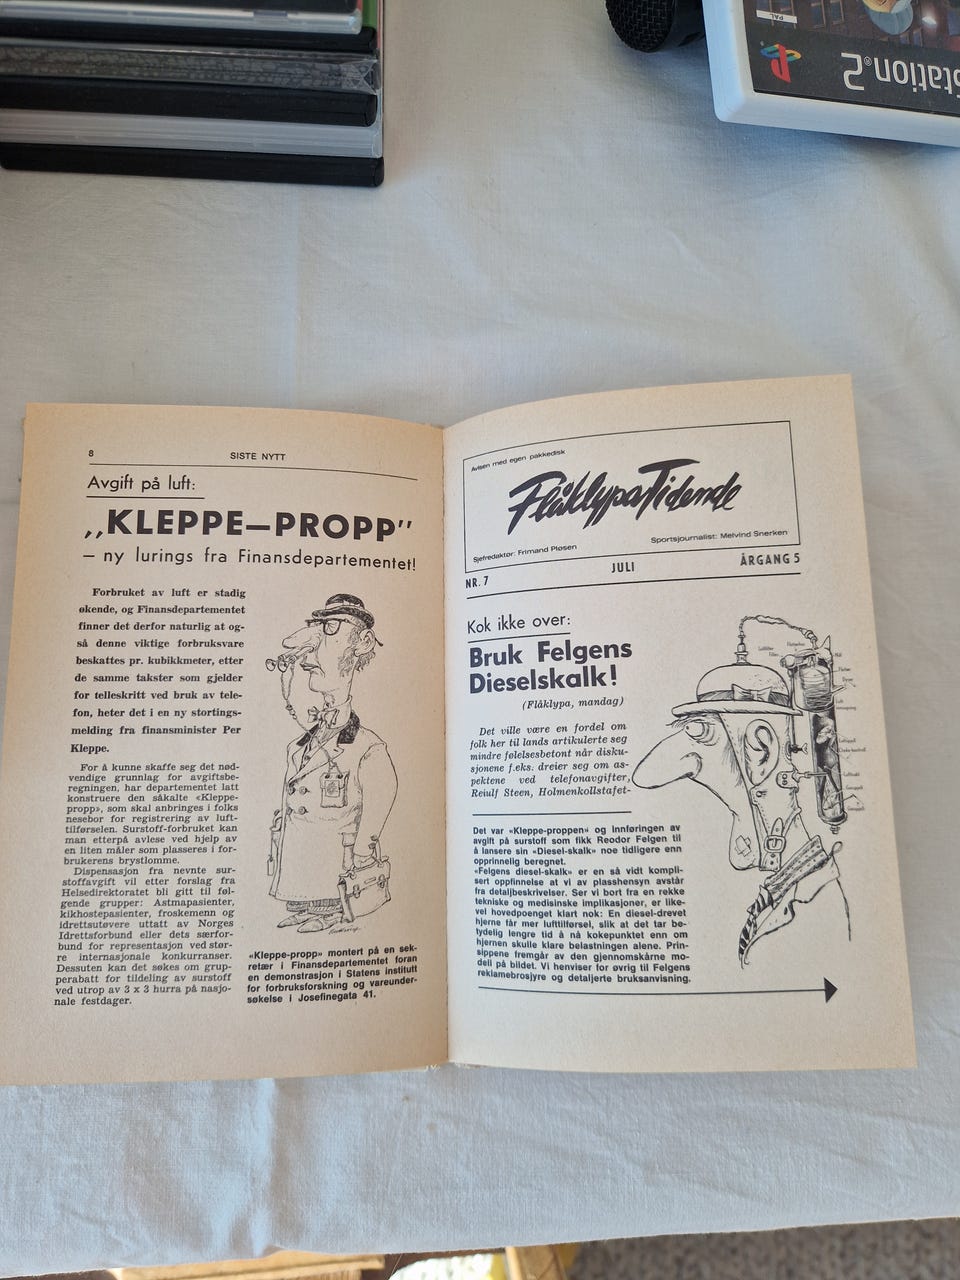 PAL
PlayStation®2
8
SISTE NYTT
Avgift på luft:
„KLEPPE—PROPP”
— ny lurings fra Finansdepartementet!
Forbruket av luft er stadig
økende, og Finansdepartementet
finner det derfor naturlig at og-
så denne viktige forbruksvare
beskattes pr. kubikkmeter, etter
de samme takster som gjelder
for telleskritt ved bruk av tele-
fon, heter det i en ny stortings-
melding fra finansminister Per
Kleppe.
For å kunne skaffe seg det nød-
vendige grunnlag for avgiftsbe-
regningen, har departementet latt
konstruere den såkalte «Kleppe-
propp», som skal anbringes i folks
nesebor for registrering av luft-
tilførselen. Surstoff-forbruket kan
man etterpå avlese ved hjelp av
en liten måler som plasseres i for-
brukerens brystlomme.
Dispensasjon fra nevnte sur-
stoffavgift vil etter forslag fra
Helsedirektoratet bli gitt til føl-
gende grupper: Astmapasienter,
kikhostepasienter, froskemenn og
idrettsutøvere uttatt av Norges
Idrettsforbund eller dets særfor-
bund for representasjon ved stør-
re internasjonale konkurranser.
Dessuten kan det søkes om grup-
perabatt for tildeling av surstoff
ved utrop av 3 x 3 hurra på nasjo-
nale festdager.
«Kleppe-propp» montert på en sek-
retær i Finansdepartementet foran
en demonstrasjon i Statens institutt
for forbruksforskning og vareunder-
søkelse i Josefinegata 41.
Avisen med egen pakkedisk
Flåklypa Tidende
Sjefredaktør: Frimand Pløsen
Sportsjournalist: Melvind Snerken
NR. 7
JULI
ÅRGANG 5
Kok ikke over:
Bruk Felgens
Dieselskalk!
(Flåklypa, mandag)
Det ville være en fordel om
folk her til lands artikulerte seg
mindre følelsesbetont når disku-
sjonene f.eks. dreier seg om as-
pektene ved telefonavgifter,
Reiulf Steen, Holmenkollstafet-
Det var «Kleppe-proppen» og innføringen av
avgift på surstoff som fikk Reodor Felgen til
å lansere sin «Diesel-skalk» noe tidligere enn
opprinnelig beregnet.
«Felgens diesel-skalk» er en så vidt kompli-
sert oppfinnelse at vi av plasshensyn avstår
fra detaljbeskrivelser. Ser vi bort fra en rekke
tekniske og medisinske implikasjoner, er like-
vel hovedpoenget klart nok: En diesel-drevet
hjerne får mer lufttilførsel, slik at det tar be-
tydelig lengre tid å nå kokepunktet enn om
hjernen skulle klare belastningen alene. Prin-
sippene fremgår av den gjennomskårne mo-
dell på bildet. Vi henviser for øvrig til Felgens
reklamebrosjyre og detaljerte bruksanvisning.